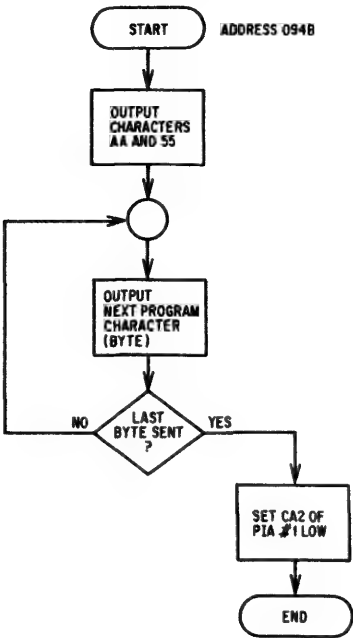 START
ADDRESS 094B
OUTPUT
CHARACTERS
AA AND 55
OUTPUT
NEXT PROGRAM
CHARACTER
(BYTE)
NO
LAST
BYTE SENT
?
YES
SET CA2 OF
PIA #1 LOW
END